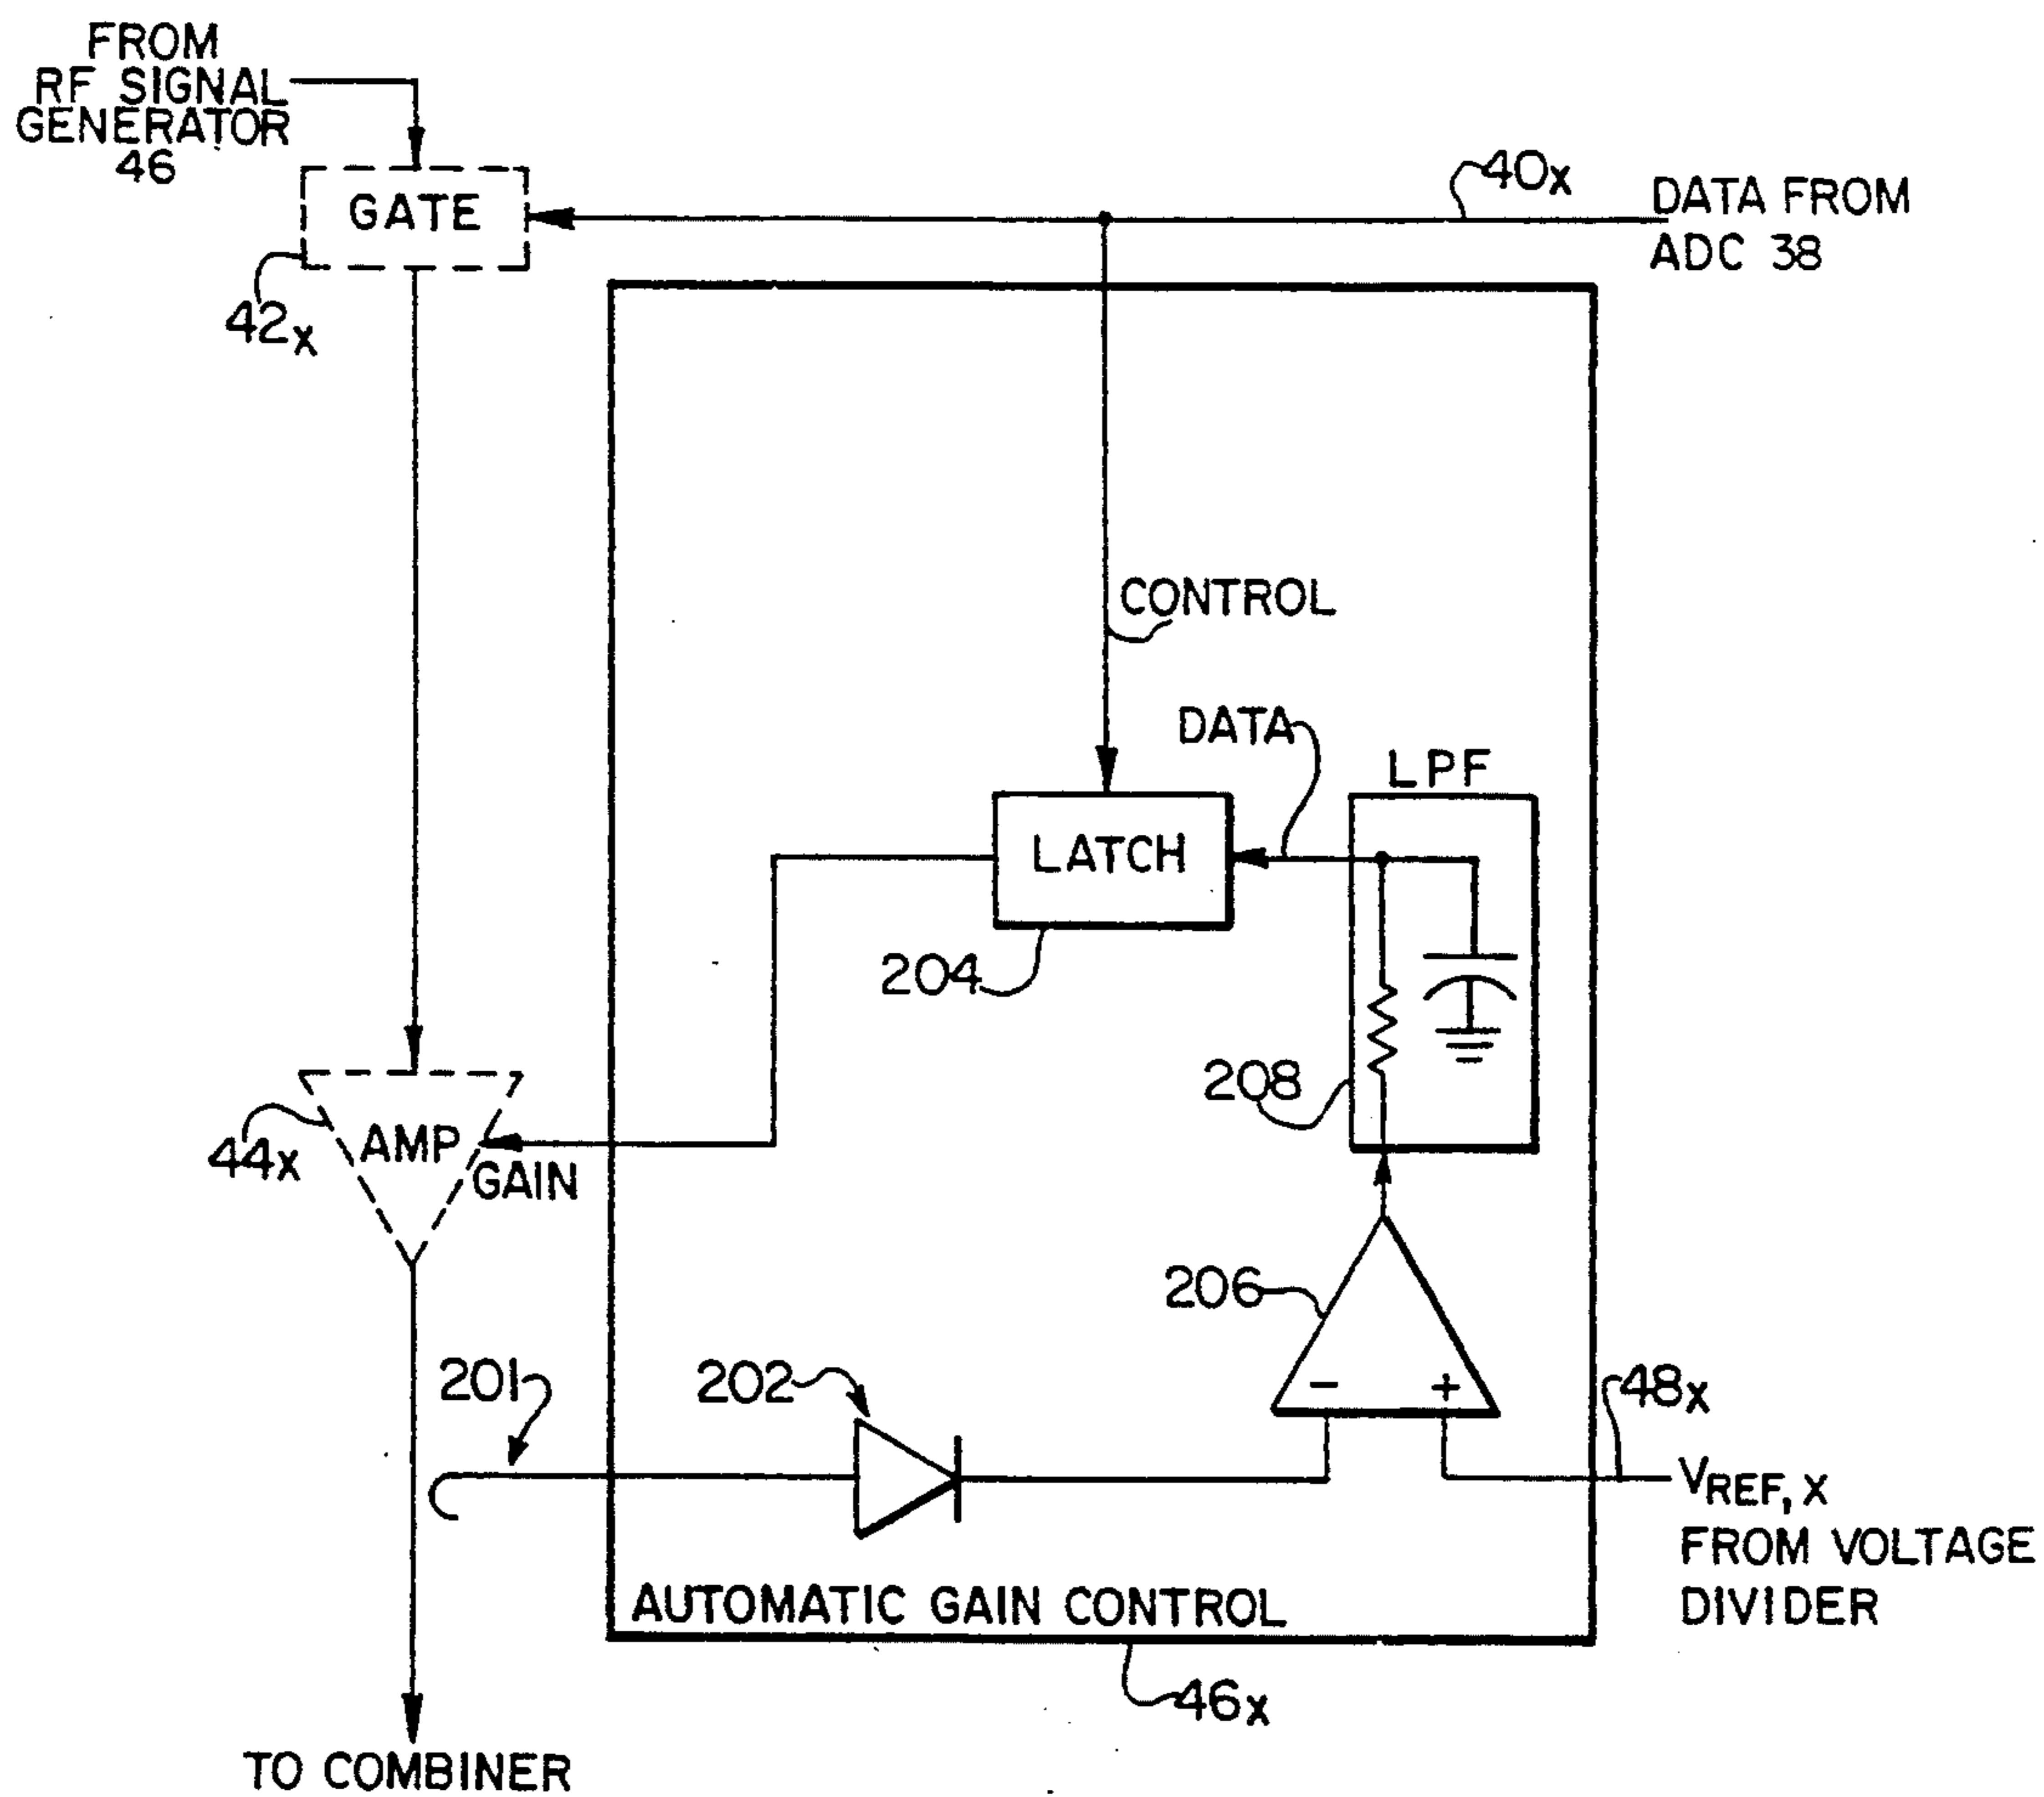 FROM
RF SIGNAL
GENERATOR
46
GATE
42x
40x
DATA FROM
ADC 38
CONTROL
DATA
LPF
LATCH
204
208
AMP
GAIN
44x
206
- +
201
202
48x
VREF, X
FROM VOLTAGE
DIVIDER
AUTOMATIC GAIN CONTROL
46x
TO COMBINER